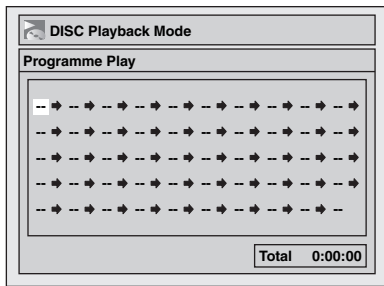 DISC Playback Mode
Programme Play
-- ➡ -- ➡ -- ➡ -- ➡ -- ➡ -- ➡ -- ➡ -- ➡ -- ➡ -- ➡
-- ➡ -- ➡ -- ➡ -- ➡ -- ➡ -- ➡ -- ➡ -- ➡ -- ➡ -- ➡
-- ➡ -- ➡ -- ➡ -- ➡ -- ➡ -- ➡ -- ➡ -- ➡ -- ➡ -- ➡
-- ➡ -- ➡ -- ➡ -- ➡ -- ➡ -- ➡ -- ➡ -- ➡ -- ➡ -- ➡
-- ➡ -- ➡ -- ➡ -- ➡ -- ➡ -- ➡ -- ➡ -- ➡ -- ➡ --
Total 0:00:00